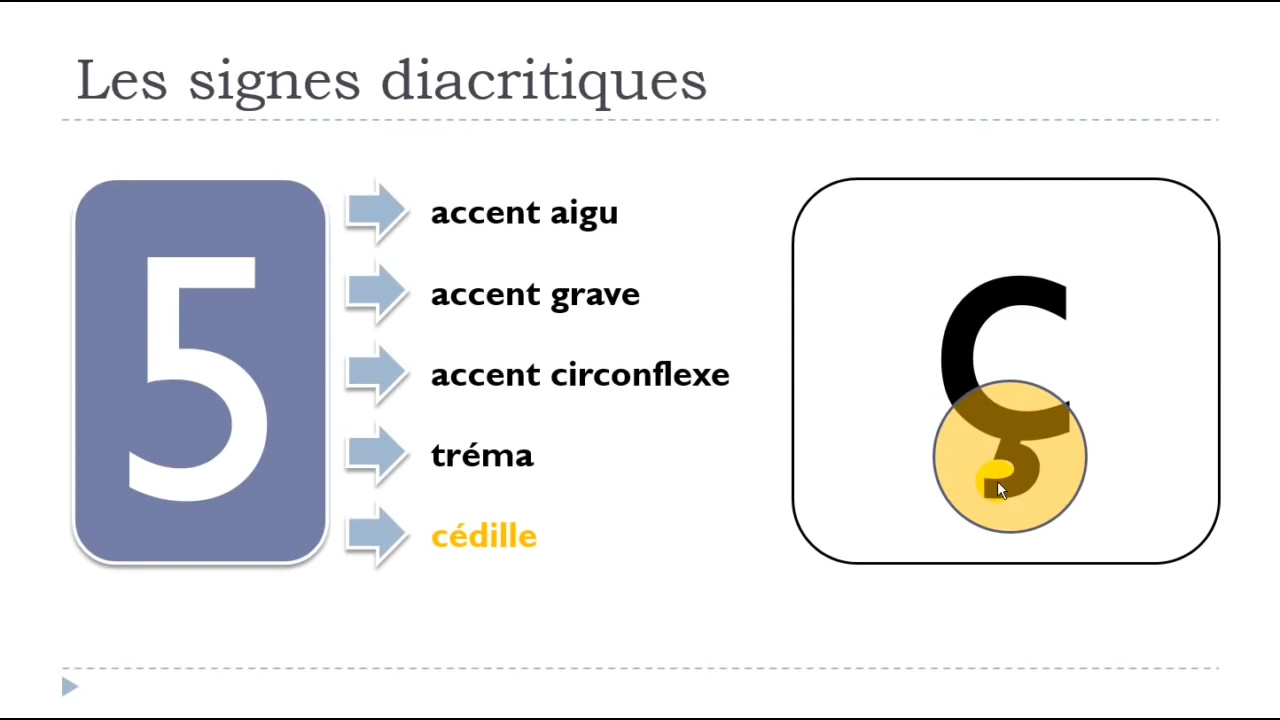 Les signes diacritiques
5
accent aigu
accent grave
accent circonflexe
tréma
cédille
ç